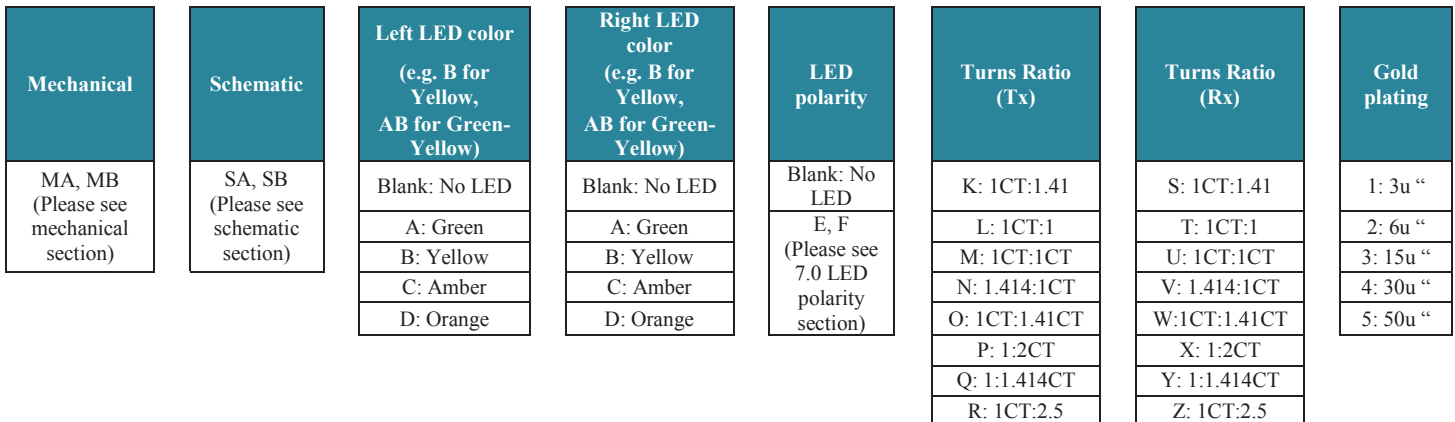 Mechanical
MA, MB
(Please see
mechanical
section)
Schematic
SA, SB
(Please see
schematic
section)
Left LED color
(e.g. B for
Yellow,
AB for Green-
Yellow)
Blank: No LED
A: Green
B: Yellow
C: Amber
D: Orange
Right LED
color
(e.g. B for
Yellow,
AB for Green-
Yellow)
Blank: No LED
A: Green
B: Yellow
C: Amber
D: Orange
LED
polarity
Blank: No
LED
E, F
(Please see
7.0 LED
polarity
section)
Turns Ratio
(Tx)
K: 1CT:1.41
L: 1CT:1
M: 1CT:1CT
N: 1.414:1CT
O: 1CT:1.41CT
P: 1:2CT
Q: 1:1.414CT
R: 1CT:2.5
Turns Ratio
(Rx)
S: 1CT:1.41
T: 1CT:1
U: 1CT:1CT
V: 1.414:1CT
W:1CT:1.41CT
X: 1:2CT
Y: 1:1.414CT
Z: 1CT:2.5
Gold
plating
1: 3u “
2: 6u “
3: 15u “
4: 30u “
5: 50u “